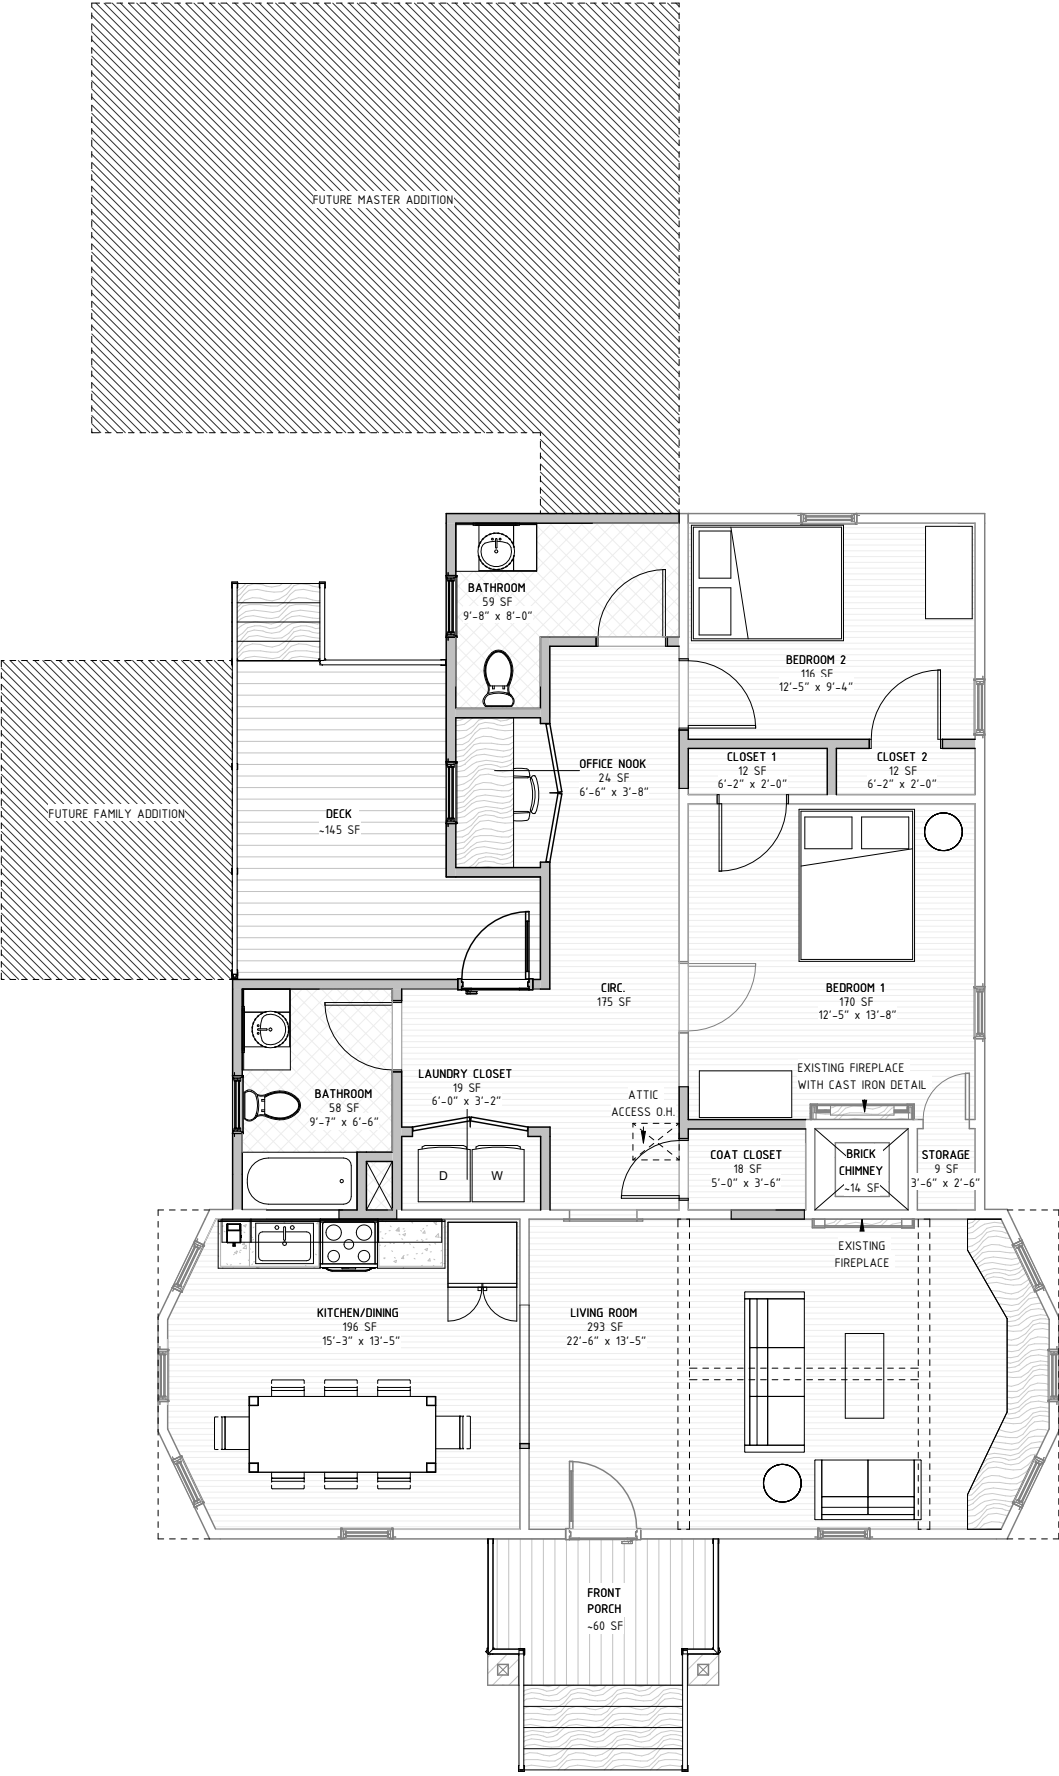 FUTURE MASTER ADDITION
BATHROOM
59 SF
9'-8" x 8'-0"
BEDROOM 2
116 SF
12'-5" x 9'-4"
OFFICE NOOK
24 SF
6'-6" x 3'-8"
CLOSET 1
12 SF
6'-2" x 2'-0"
CLOSET 2
12 SF
6'-2" x 2'-0"
FUTURE FAMILY ADDITION
DECK
~145 SF
CIRC.
175 SF
BEDROOM 1
170 SF
12'-5" x 13'-8"
EXISTING FIREPLACE
WITH CAST IRON DETAIL
LAUNDRY CLOSET
19 SF
6'-0" x 3'-2"
BATHROOM
58 SF
9'-7" x 6'-6"
ATTIC
ACCESS O.H.
D
W
COAT CLOSET
18 SF
5'-0" x 3'-6"
BRICK
CHIMNEY
~14 SF
STORAGE
9 SF
3'-6" x 2'-6"
EXISTING
FIREPLACE
KITCHEN/DINING
196 SF
15'-3" x 13'-5"
LIVING ROOM
293 SF
22'-6" x 13'-5"
FRONT
PORCH
~60 SF